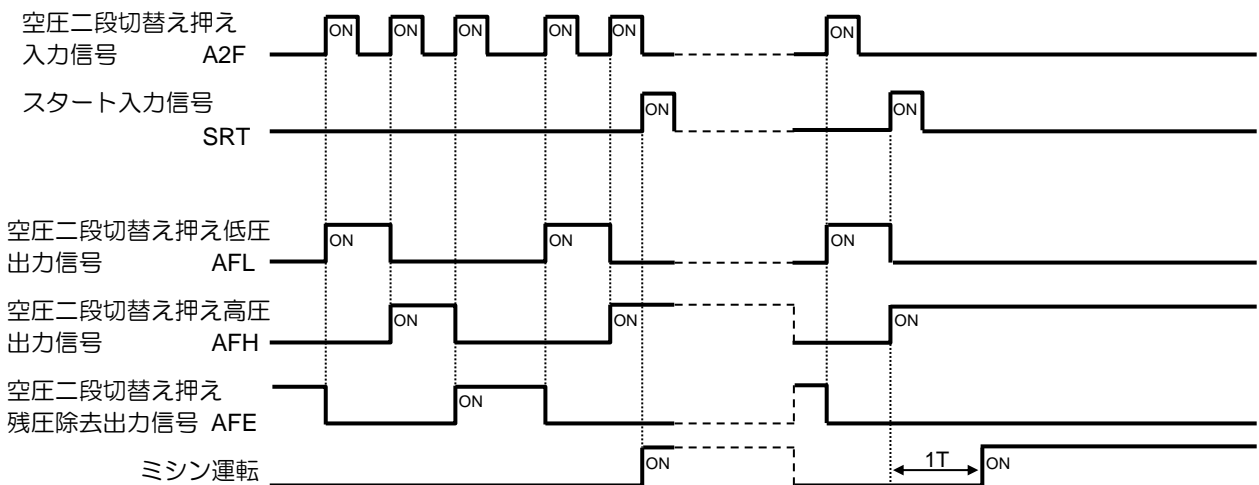 空圧二段切替え押え
入力信号 A2F
ON ON ON ON ON ON
スタート入力信号
SRT
ON ON
空圧二段切替え押え低圧
出力信号 AFL
ON ON ON
空圧二段切替え押え高圧
出力信号 AFH
ON ON ON
空圧二段切替え押え
残圧除去出力信号 AFE
ON
ミシン運転
ON 1T ON